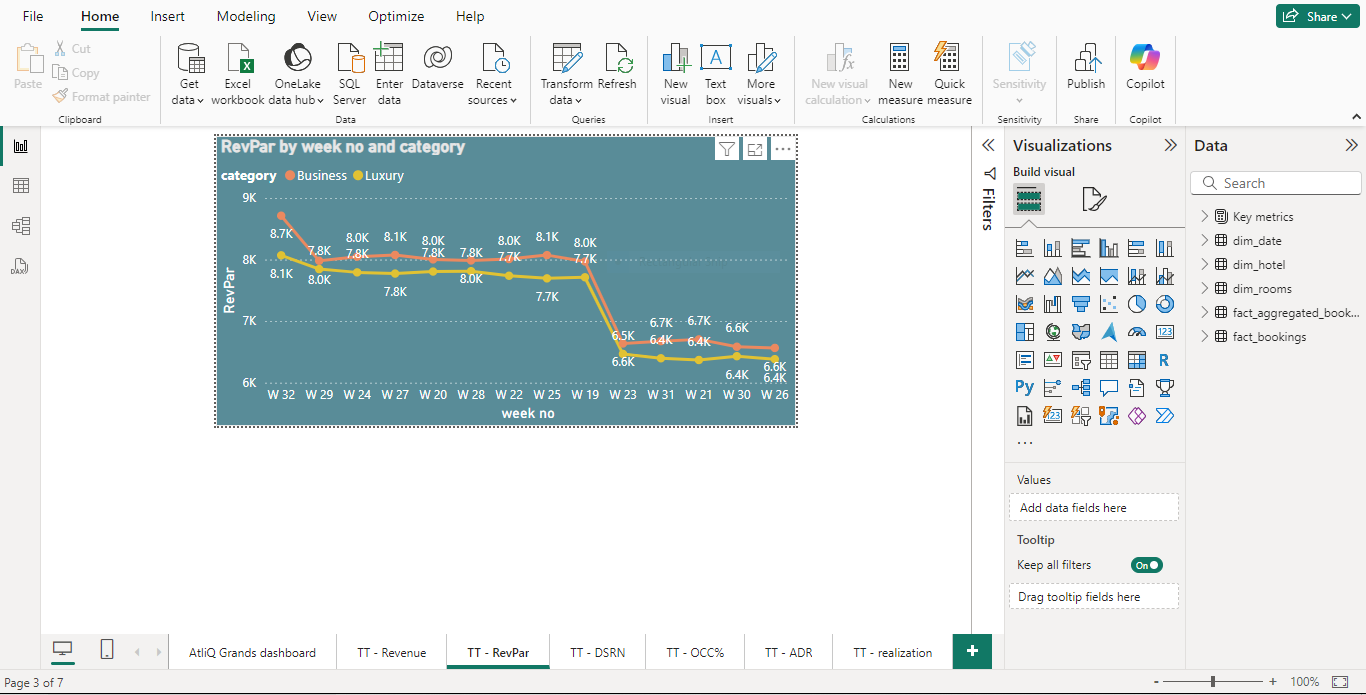 File Home Insert Modeling View Optimize Help Share
Paste
Cut
Copy
Format painter
Clipboard
Get data
Excel workbook
OneLake data hub
SQL Server
Enter data
Dataverse
Recent sources
Data
Transform data
Refresh
Queries
New visual
Text box
More visuals
Insert
New visual calculation
New measure
Quick measure
Calculations
Sensitivity
Sensitivity
Publish
Share
Copilot
Copilot
RevPar by week no and category
category Business Luxury
9K
8K
7K
6K
RevPar
8.7K 7.8K 8.0K 8.1K 8.0K 7.8K 8.0K 8.1K 8.0K 6.5K 6.7K 6.7K 6.6K 6.6K
8.1K 8.0K 7.8K 7.8K 7.8K 8.0K 7.7K 7.7K 7.7K 6.6K 6.4K 6.4K 6.4K 6.4K
W 32 W 29 W 24 W 27 W 20 W 28 W 22 W 25 W 19 W 23 W 31 W 21 W 30 W 26
week no
Filters
Visualizations
Build visual
123
R
Py
123
Values
Add data fields here
Tooltip
Keep all filters On
Drag tooltip fields here
Data
Search
Key metrics
dim_date
dim_hotel
dim_rooms
fact_aggregated_book...
fact_bookings
AtliQ Grands dashboard TT - Revenue TT - RevPar TT - DSRN TT - OCC% TT - ADR TT - realization +
Page 3 of 7
- + 100%